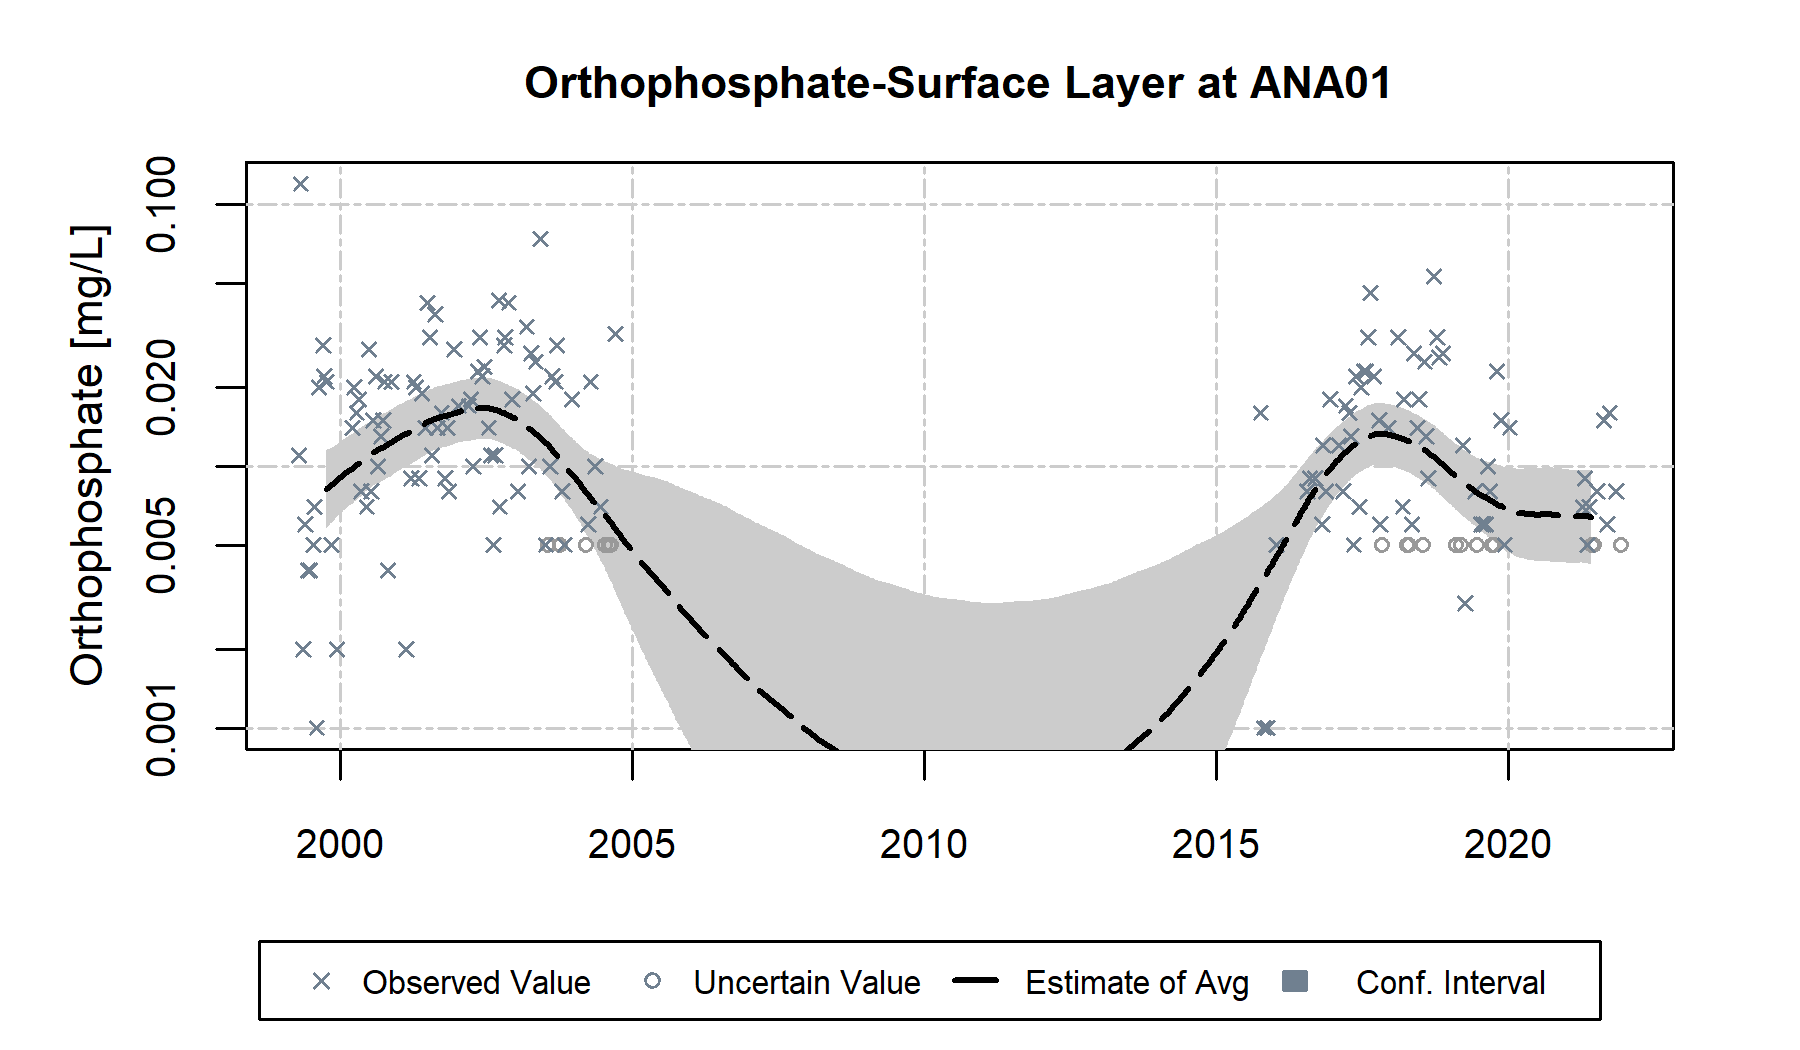 Orthophosphate-Surface Layer at ANA01
Orthophosphate [mg/L]
0.100
0.020
0.005
0.001
2000 2005 2010 2015 2020
Observed Value Uncertain Value Estimate of Avg Conf. Interval